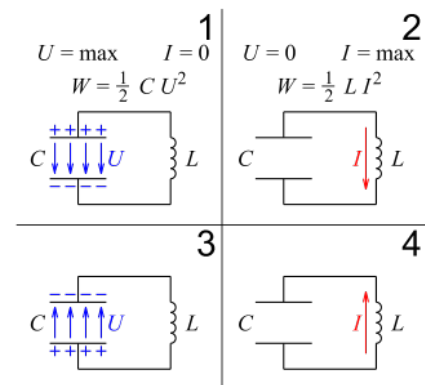 1
U = max I = 0
W = ½ C U²
++++
C U L
––––
2
U = 0 I = max
W = ½ L I²
C I L
3
––––
C U L
++++
4
C I L